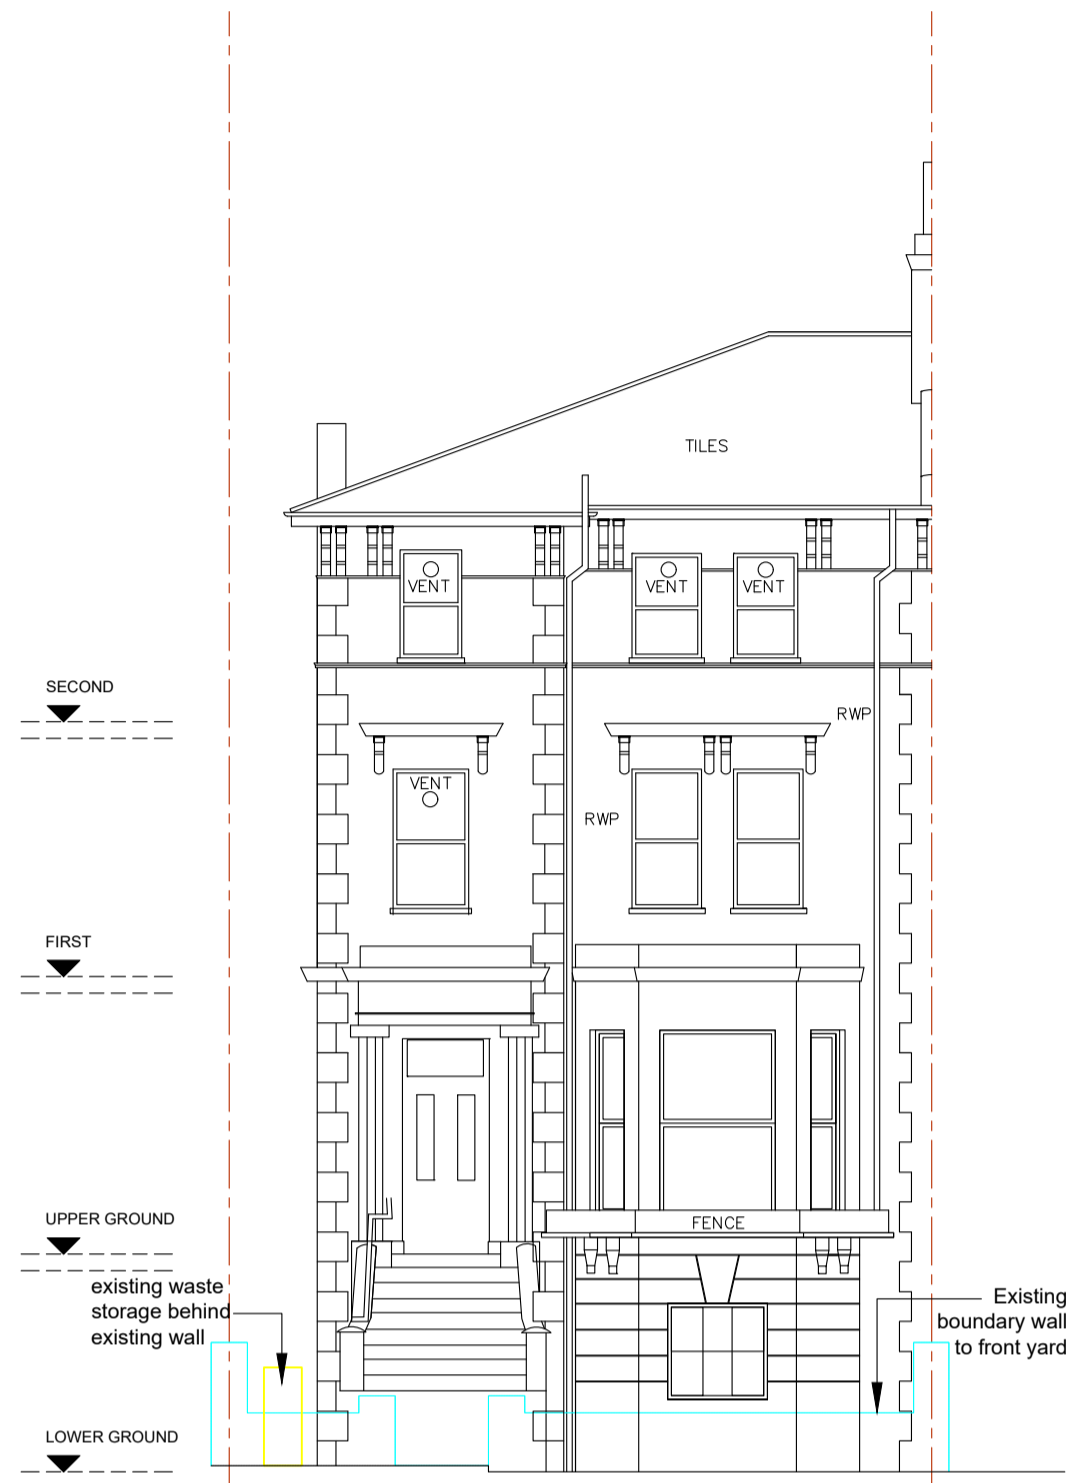 TILES
VENT
VENT
VENT
SECOND
RWP
VENT
RWP
FIRST
UPPER GROUND
FENCE
existing waste
storage behind
existing wall
Existing
boundary wall
to front yard
LOWER GROUND